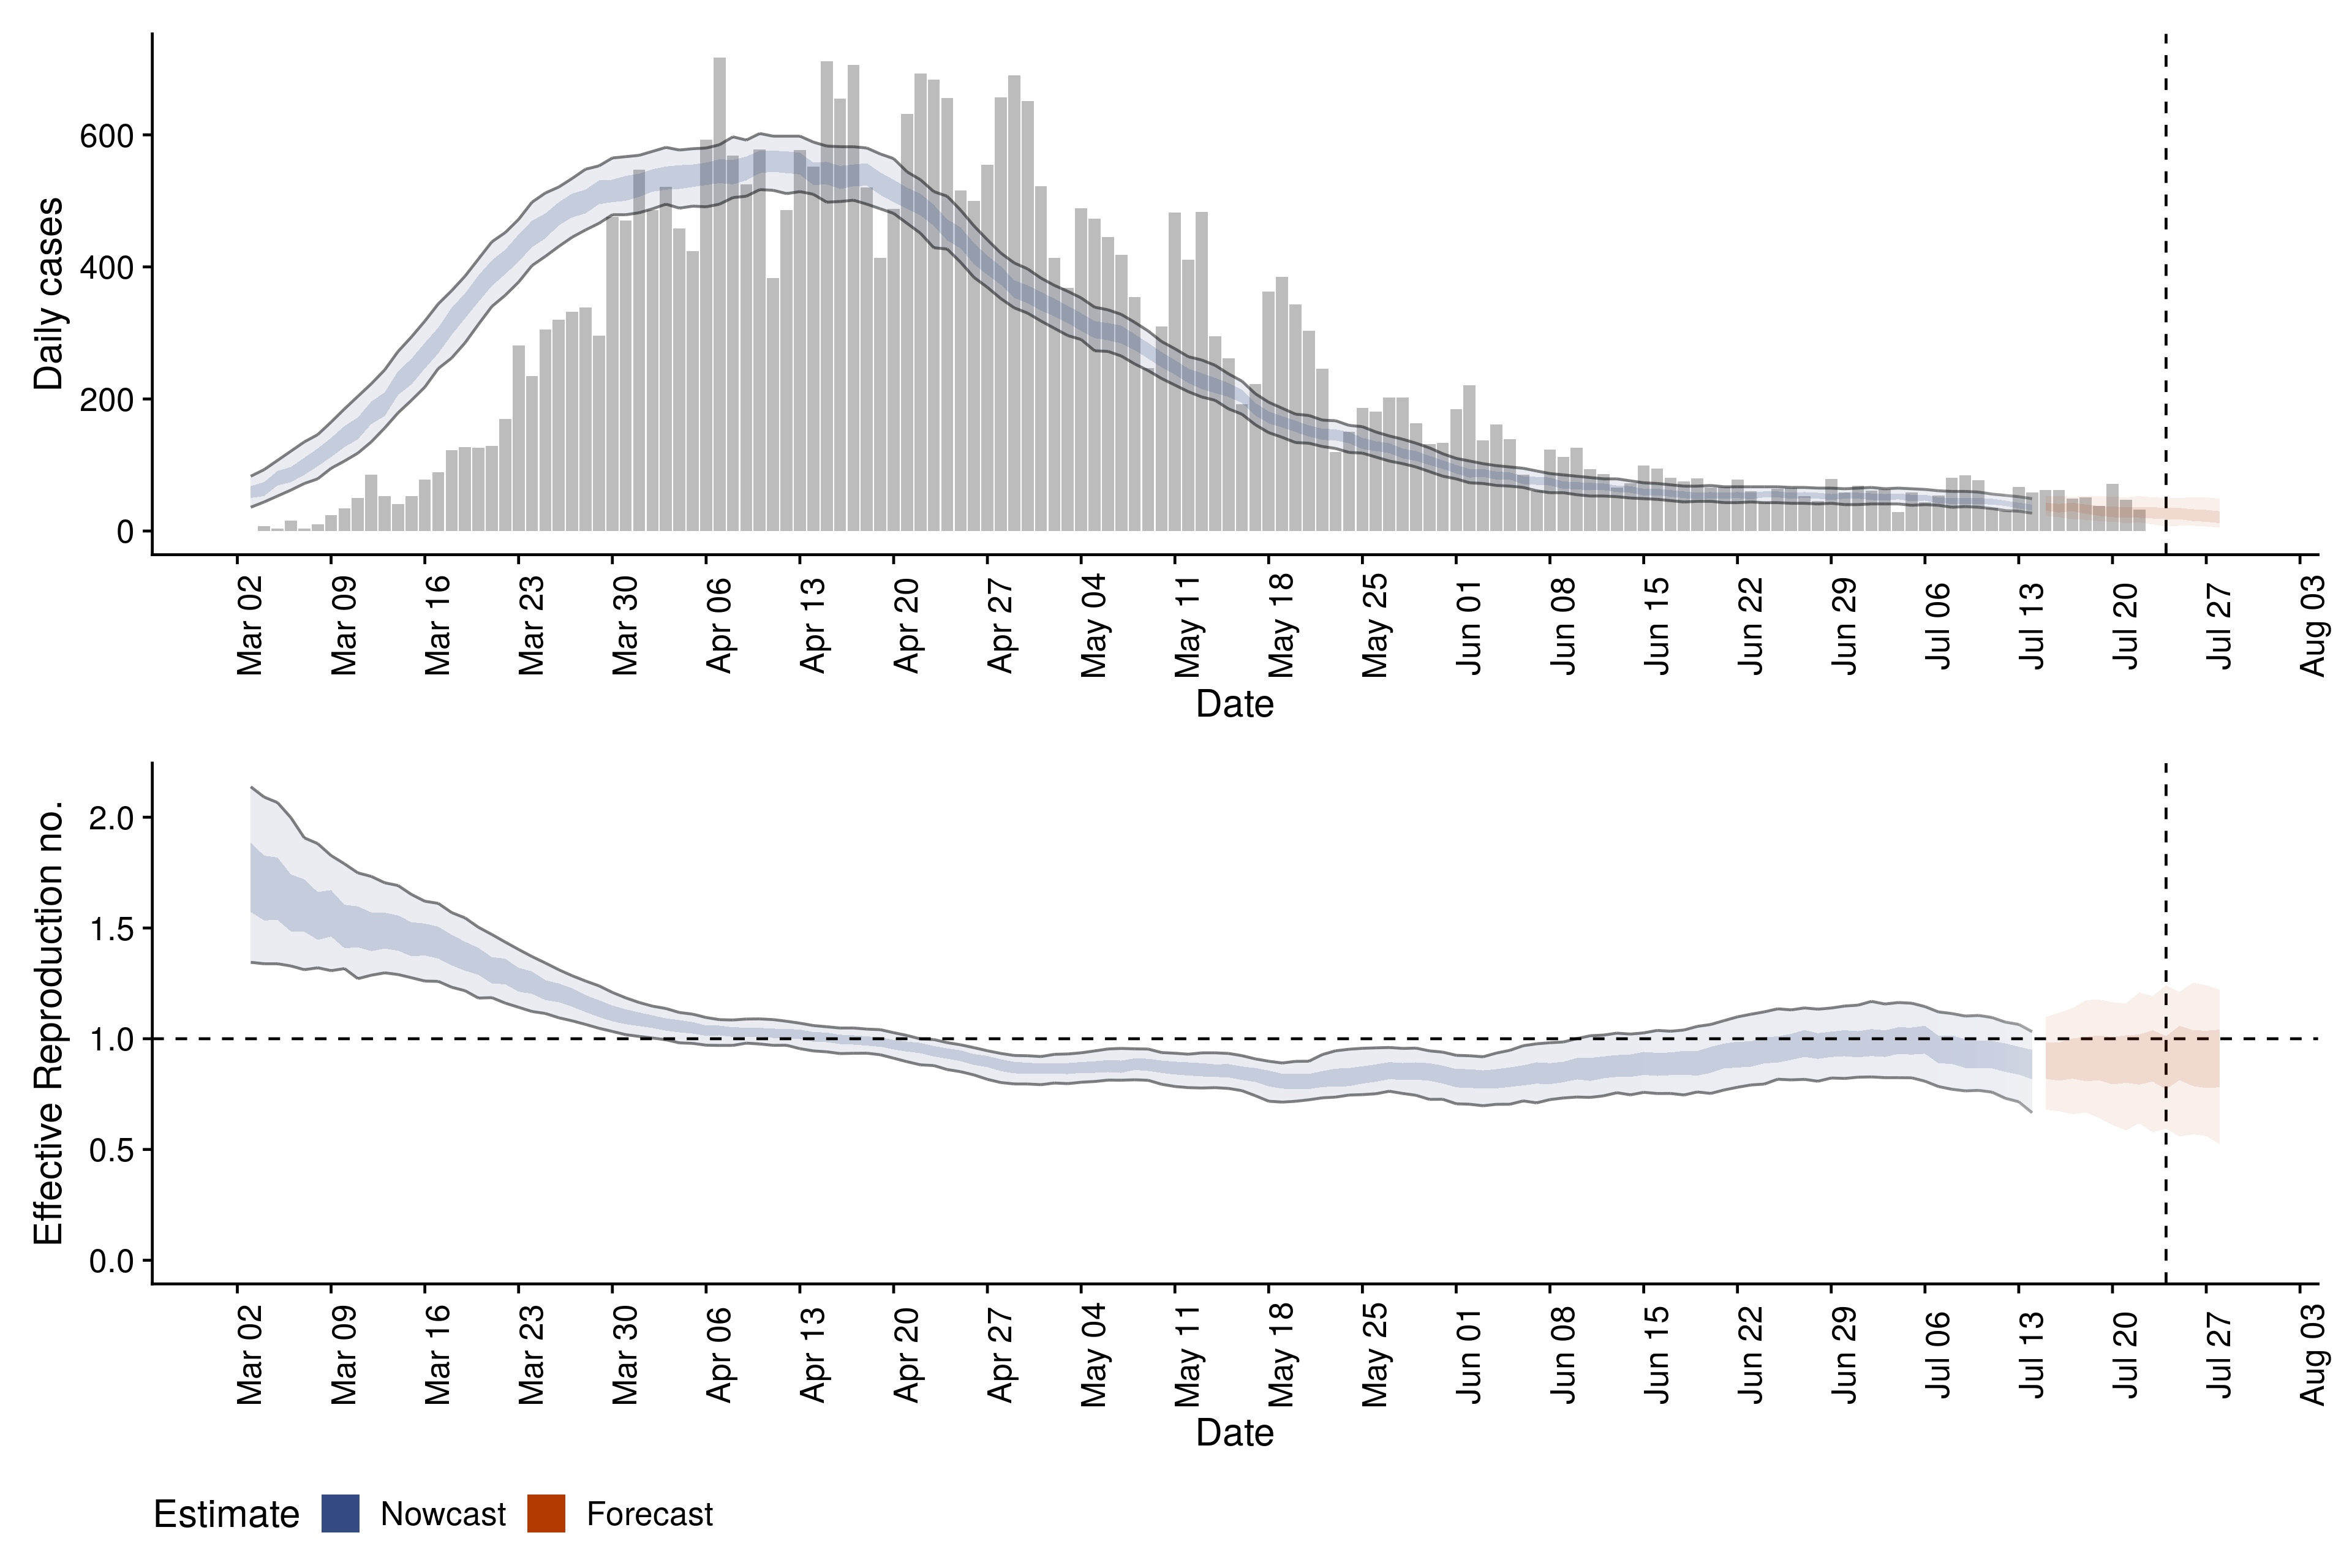 Daily cases
600
400
200
0
Mar 02
Mar 09
Mar 16
Mar 23
Mar 30
Apr 06
Apr 13
Apr 20
Apr 27
May 04
May 11
May 18
May 25
Jun 01
Jun 08
Jun 15
Jun 22
Jun 29
Jul 06
Jul 13
Jul 20
Jul 27
Aug 03
Date
Effective Reproduction no.
2.0
1.5
1.0
0.5
0.0
Mar 02
Mar 09
Mar 16
Mar 23
Mar 30
Apr 06
Apr 13
Apr 20
Apr 27
May 04
May 11
May 18
May 25
Jun 01
Jun 08
Jun 15
Jun 22
Jun 29
Jul 06
Jul 13
Jul 20
Jul 27
Aug 03
Date
Estimate Nowcast Forecast